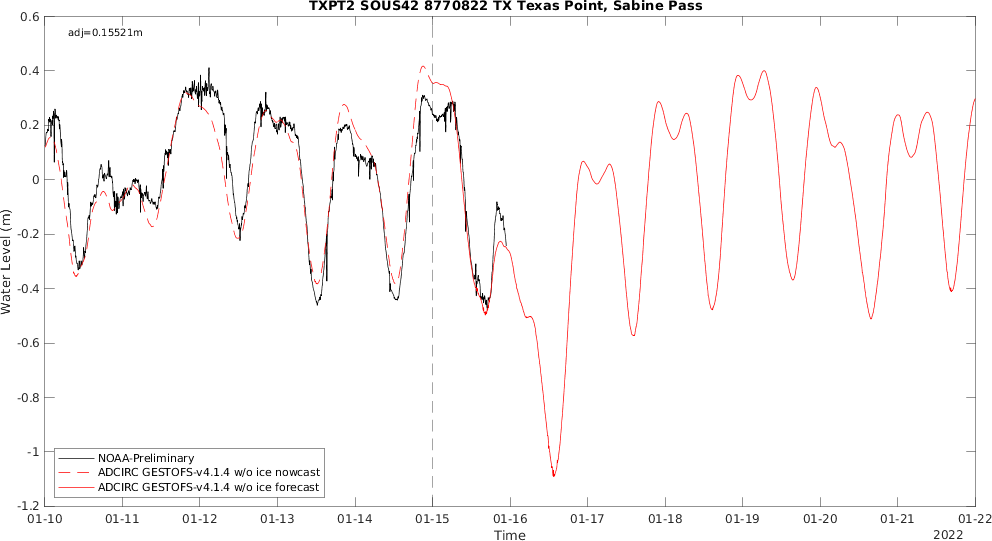 TXPT2 SOUS42 8770822 TX Texas Point, Sabine Pass
adj=0.15521m
0.6
0.4
0.2
0
-0.2
-0.4
-0.6
-0.8
-1
-1.2
Water Level (m)
NOAA-Preliminary
ADCIRC GESTOFS-v4.1.4 w/o ice nowcast
ADCIRC GESTOFS-v4.1.4 w/o ice forecast
01-10 01-11 01-12 01-13 01-14 01-15 01-16 01-17 01-18 01-19 01-20 01-21 01-22
Time
2022